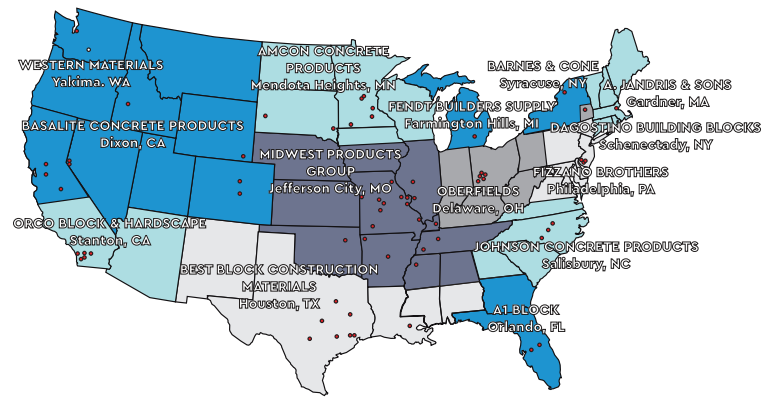 AMCON CONCRETE
PRODUCTS
Mendota Heights, MN
BARNES & CONE
Syracuse, NY
WESTERN MATERIALS
Yakima, WA
A. JANDRIS & SONS
Gardner, MA
FENDT BUILDERS SUPPLY
Farmington Hills, MI
BASALITE CONCRETE PRODUCTS
Dixon, CA
DAGOSTINO BUILDING BLOCKS
Schenectady, NY
MIDWEST PRODUCTS
GROUP
Jefferson City, MO
FIZZANO BROTHERS
Philadelphia, PA
OBERFIELDS
Delaware, OH
ORCO BLOCK & HARDSCAPE
Stanton, CA
JOHNSON CONCRETE PRODUCTS
Salisbury, NC
BEST BLOCK CONSTRUCTION
MATERIALS
Houston, TX
A1 BLOCK
Orlando, FL